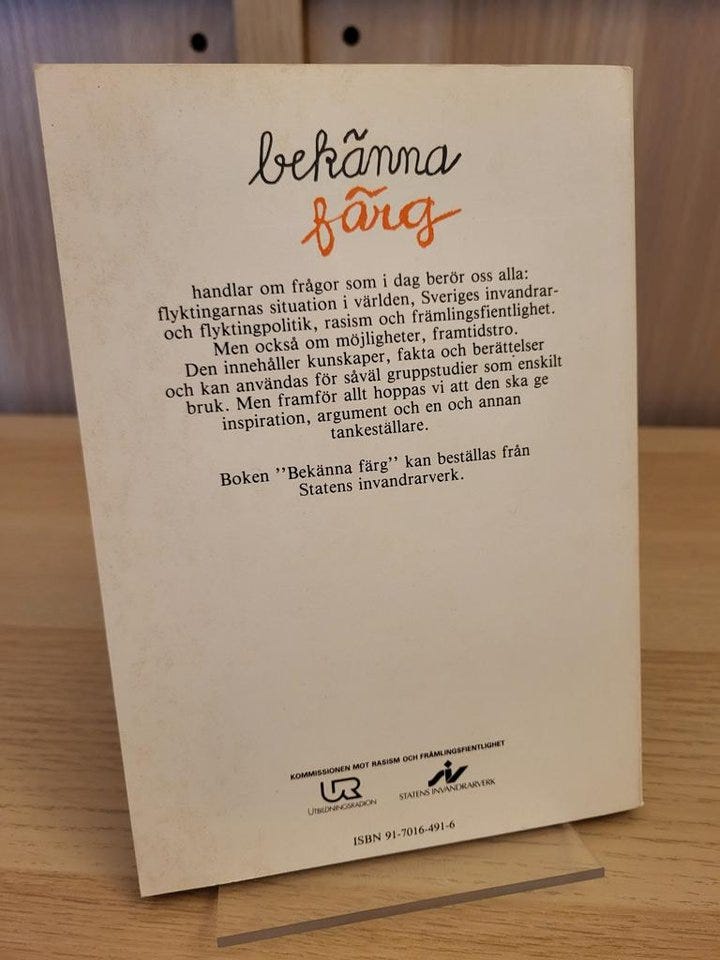 bekänna
färg
handlar om frågor som i dag berör oss alla:
flyktingarnas situation i världen, Sveriges invandrar-
och flyktingpolitik, rasism och främlingsfientlighet.
Men också om möjligheter, framtidstro.
Den innehåller kunskaper, fakta och berättelser
och kan användas för såväl gruppstudier som enskilt
bruk. Men framför allt hoppas vi att den ska ge
inspiration, argument och en och annan
tankeställare.
Boken ''Bekänna färg'' kan beställas från
Statens invandrarverk.
KOMMISSIONEN MOT RASISM OCH FRÄMLINGSFIENTLIGHET
UR
UTBILDNINGSRADION
SIV
STATENS INVANDRARVERK
ISBN 91-7016-491-6